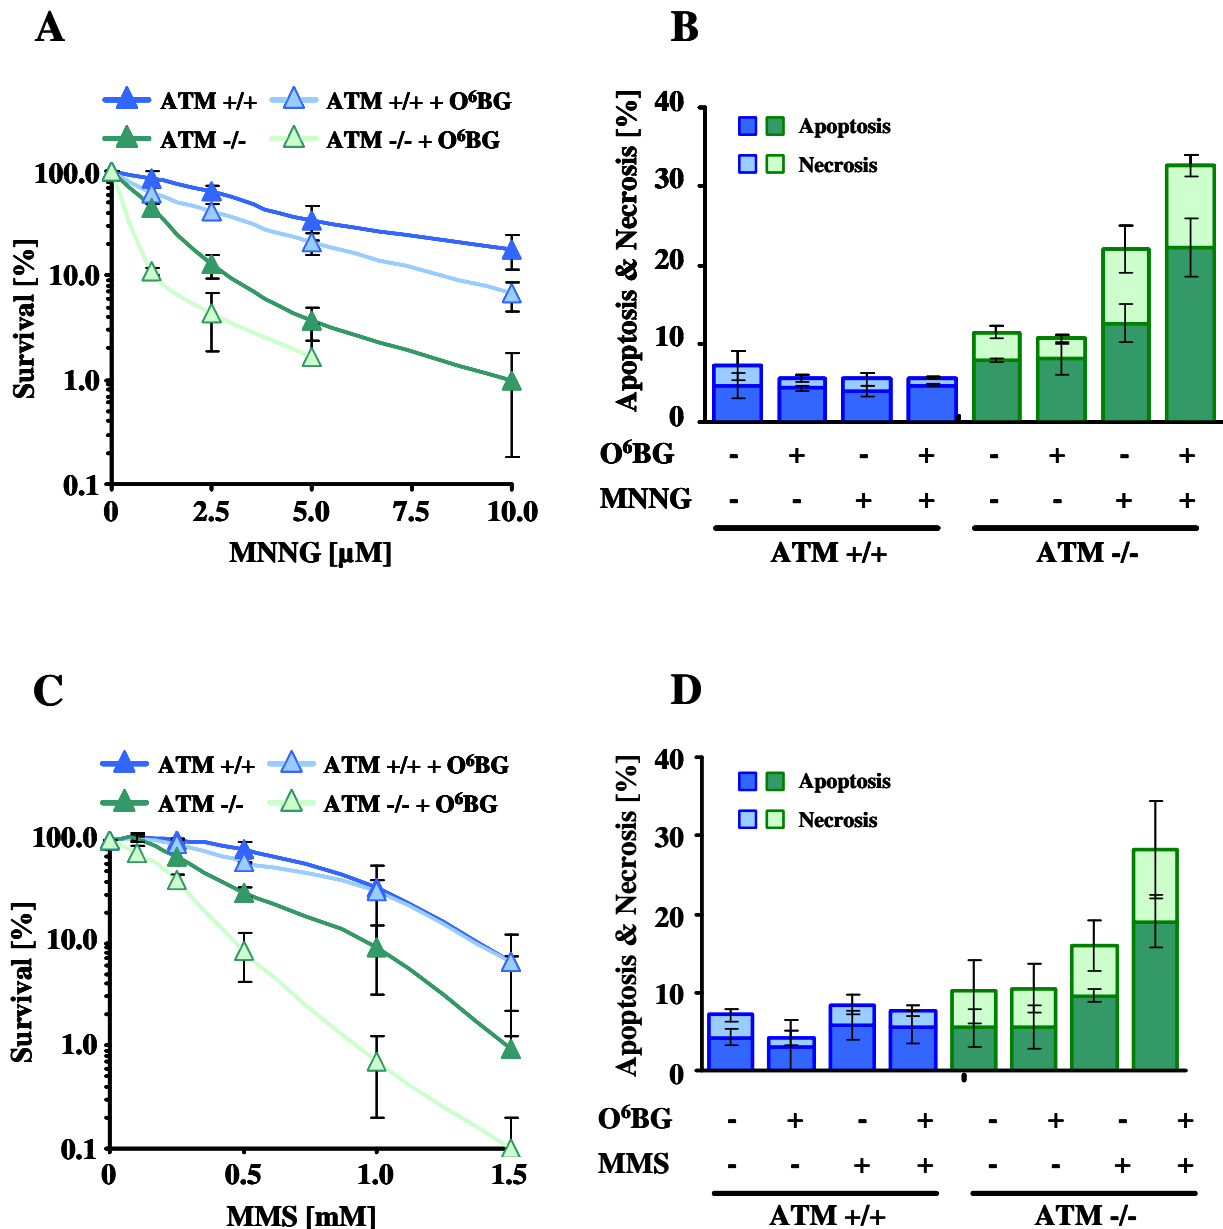 A
ATM +/+ ATM +/+ + O⁶BG
ATM -/- ATM -/- + O⁶BG
Survival [%]
100.0
10.0
1.0
0.1
0 2.5 5.0 7.5 10.0
MNNG [µM]
B
Apoptosis & Necrosis [%]
40
30
20
10
0
Apoptosis
Necrosis
O⁶BG - + - + - + - +
MNNG - - + + - - + +
ATM +/+ ATM -/-
C
ATM +/+ ATM +/+ + O⁶BG
ATM -/- ATM -/- + O⁶BG
Survival [%]
100.0
10.0
1.0
0.1
0 0.5 1.0 1.5
MMS [mM]
D
Apoptosis & Necrosis [%]
40
30
20
10
0
Apoptosis
Necrosis
O⁶BG - + - + - + - +
MMS - - + + - - + +
ATM +/+ ATM -/-